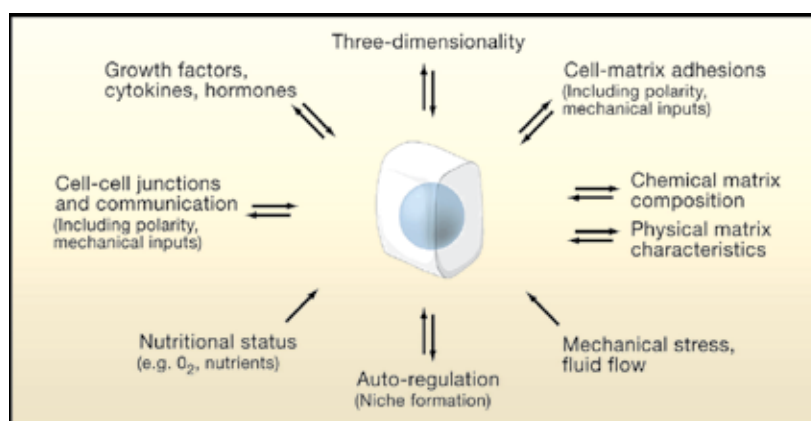 Three-dimensionality
Growth factors,
cytokines, hormones
Cell-matrix adhesions
(Including polarity,
mechanical inputs)
Cell-cell junctions
and communication
(Including polarity,
mechanical inputs)
Chemical matrix
composition
Physical matrix
characteristics
Nutritional status
(e.g. 0₂, nutrients)
Auto-regulation
(Niche formation)
Mechanical stress,
fluid flow